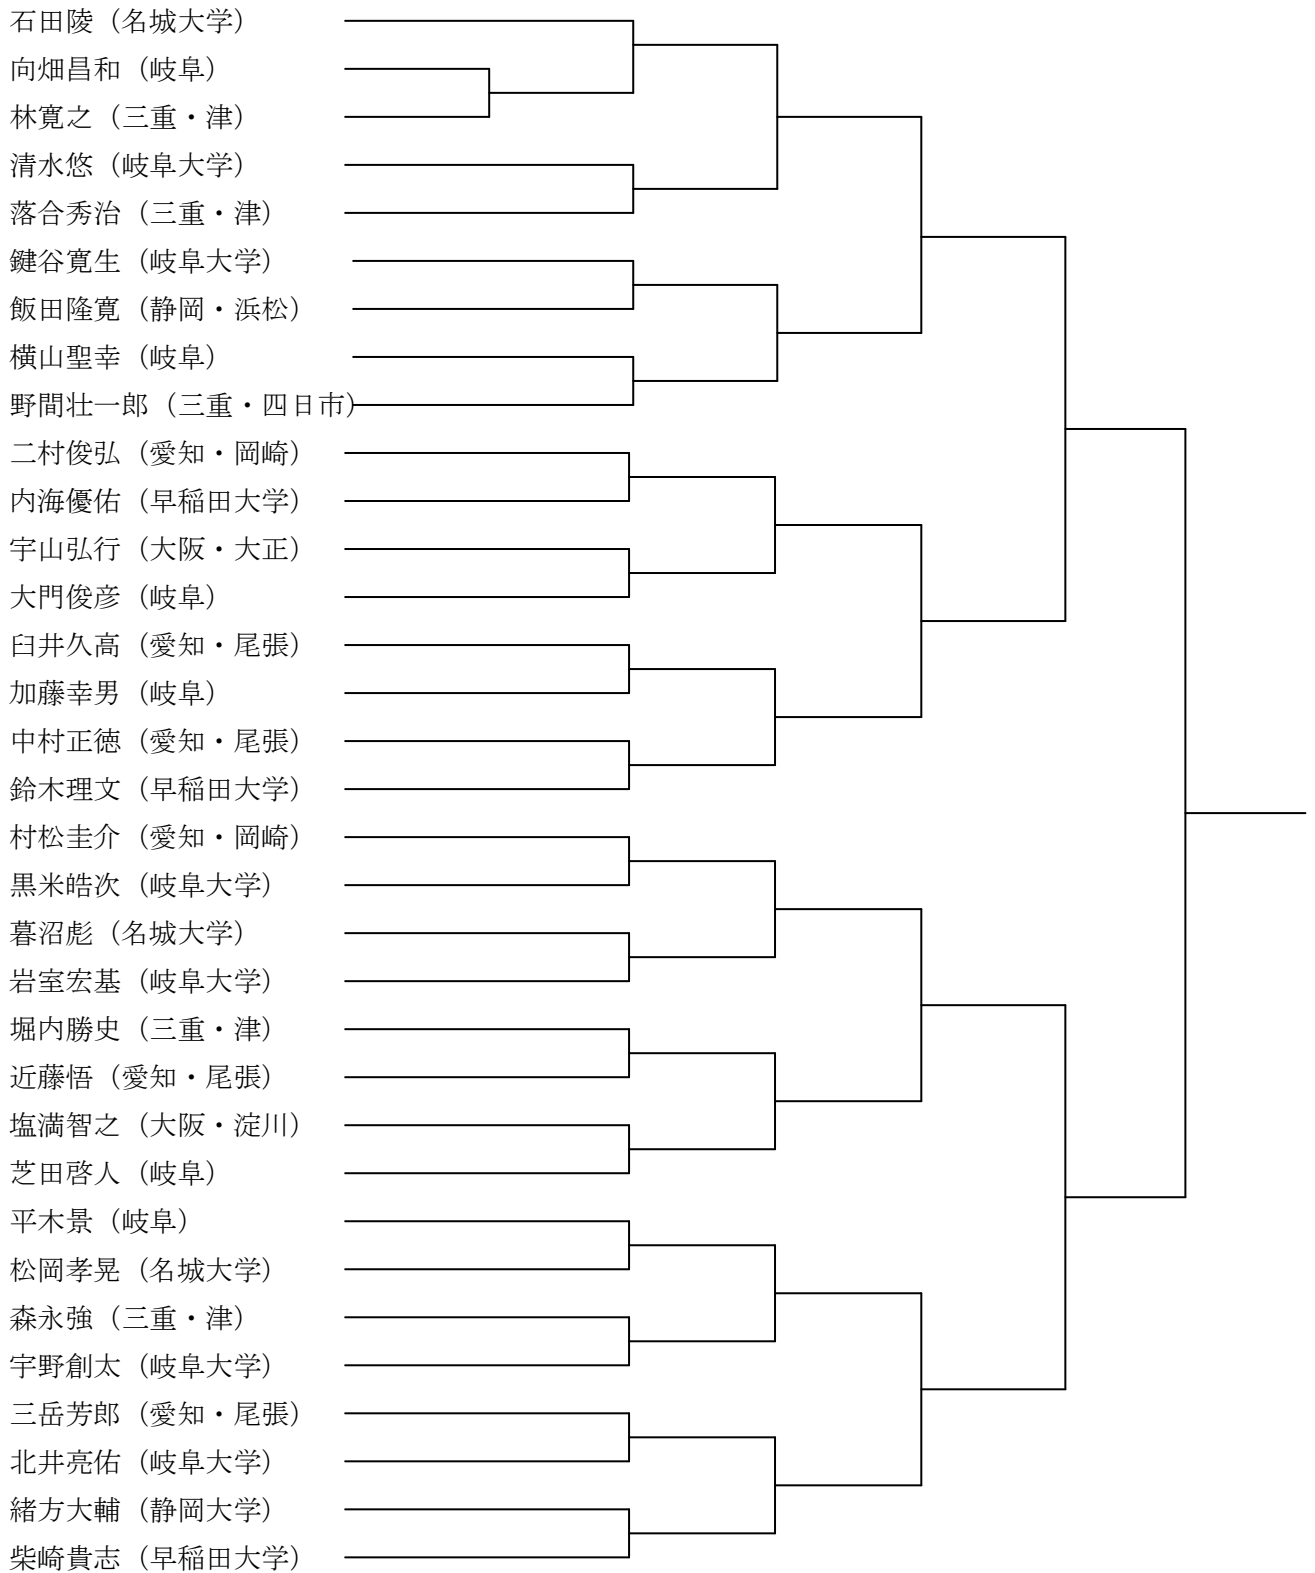 石田陵（名城大学）
向畑昌和（岐阜）
林寛之（三重・津）
清水悠（岐阜大学）
落合秀治（三重・津）
鍵谷寛生（岐阜大学）
飯田隆寛（静岡・浜松）
横山聖幸（岐阜）
野間壮一郎（三重・四日市）
二村俊弘（愛知・岡崎）
内海優佑（早稲田大学）
宇山弘行（大阪・大正）
大門俊彦（岐阜）
臼井久高（愛知・尾張）
加藤幸男（岐阜）
中村正徳（愛知・尾張）
鈴木理文（早稲田大学）
村松圭介（愛知・岡崎）
黒米皓次（岐阜大学）
暮沼彪（名城大学）
岩室宏基（岐阜大学）
堀内勝史（三重・津）
近藤悟（愛知・尾張）
塩満智之（大阪・淀川）
芝田啓人（岐阜）
平木景（岐阜）
松岡孝晃（名城大学）
森永強（三重・津）
宇野創太（岐阜大学）
三岳芳郎（愛知・尾張）
北井亮佑（岐阜大学）
緒方大輔（静岡大学）
柴崎貴志（早稲田大学）